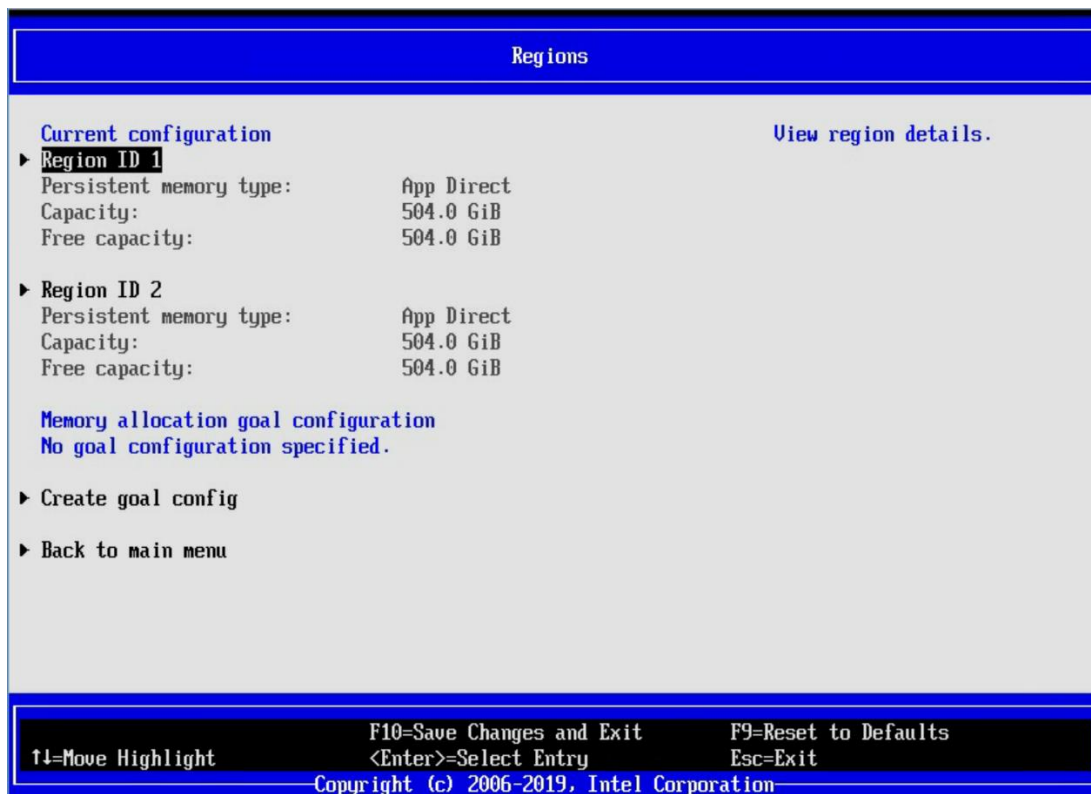 Regions
Current configuration
View region details.
Region ID 1
Persistent memory type: App Direct
Capacity: 504.0 GiB
Free capacity: 504.0 GiB
Region ID 2
Persistent memory type: App Direct
Capacity: 504.0 GiB
Free capacity: 504.0 GiB
Memory allocation goal configuration
No goal configuration specified.
Create goal config
Back to main menu
F10=Save Changes and Exit F9=Reset to Defaults
↑↓=Move Highlight <Enter>=Select Entry Esc=Exit
Copyright (c) 2006-2019, Intel Corporation